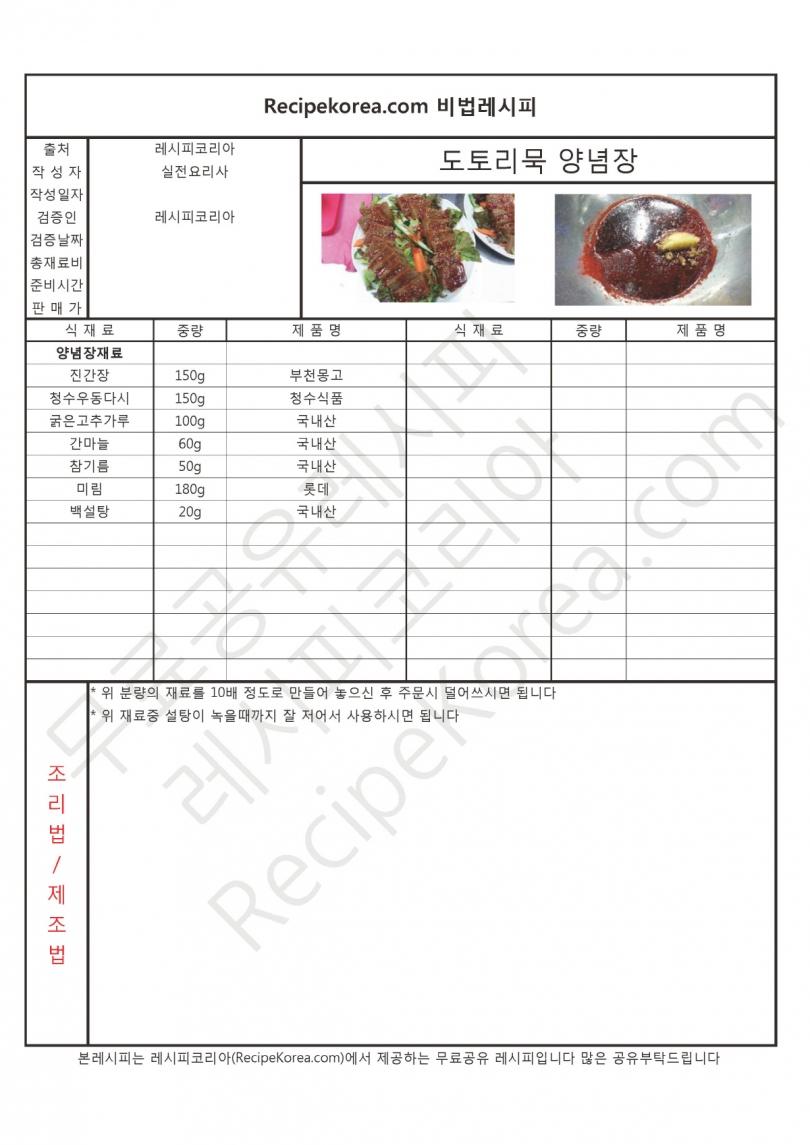 Recipekorea.com 비법레시피
출처 레시피코리아
작 성 자 실전요리사
작성일자
검증인 레시피코리아
검증날짜
총재료비
준비시간
판 매 가
도토리묵 양념장
식 재 료 중량 제 품 명 식 재 료 중량 제 품 명
양념장재료
진간장 150g 부천몽고
청수우동다시 150g 청수식품
굵은고추가루 100g 국내산
간마늘 60g 국내산
참기름 50g 국내산
미림 180g 롯데
백설탕 20g 국내산
조리법/제조법
* 위 분량의 재료를 10배 정도로 만들어 놓으신 후 주문시 덜어쓰시면 됩니다
* 위 재료중 설탕이 녹을때까지 잘 저어서 사용하시면 됩니다
무료공유레시피
레시피코리아
RecipeKorea.com
본레시피는 레시피코리아(RecipeKorea.com)에서 제공하는 무료공유 레시피입니다 많은 공유부탁드립니다